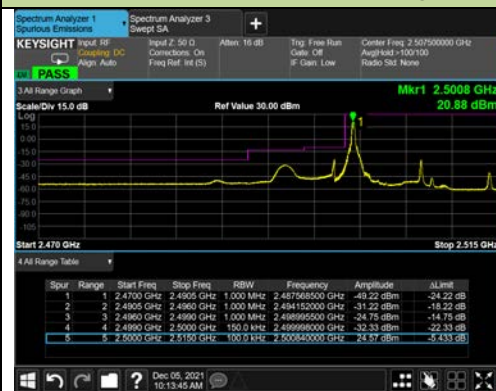 Spectrum Analyzer 1
Spurious Emissions
Spectrum Analyzer 3
Swept SA
+
KEYSIGHT
Input: RF
Coupling: DC
Align: Auto
Input Z: 50 Ω
Corrections: On
Freq Ref: Int (S)
Atten: 16 dB
Trig: Free Run
Gate: Off
IF Gain: Low
Center Freq: 2.507500000 GHz
Avg|Hold:>100/100
Radio Std: None
PASS
3 All Range Graph
Mkr1 2.5008 GHz
Scale/Div 15.0 dB
Ref Value 30.00 dBm
20.88 dBm
Log
15.0
0.00
-15.0
-30.0
-45.0
-60.0
-75.0
-90.0
-105
1
Start 2.470 GHz
Stop 2.515 GHz
4 All Range Table
Spur Range Start Freq Stop Freq RBW Frequency Amplitude ΔLimit
1 1 2.4700 GHz 2.4905 GHz 1.000 MHz 2.487568500 GHz -49.22 dBm -24.22 dB
2 2 2.4905 GHz 2.4960 GHz 1.000 MHz 2.494152000 GHz -31.22 dBm -18.22 dB
3 3 2.4960 GHz 2.4990 GHz 1.000 MHz 2.498995500 GHz -24.75 dBm -14.75 dB
4 4 2.4990 GHz 2.5000 GHz 150.0 kHz 2.499998000 GHz -32.33 dBm -22.33 dB
5 5 2.5000 GHz 2.5150 GHz 100.0 kHz 2.500840000 GHz 24.57 dBm -5.433 dB
?
Dec 05, 2021
10:13:45 AM